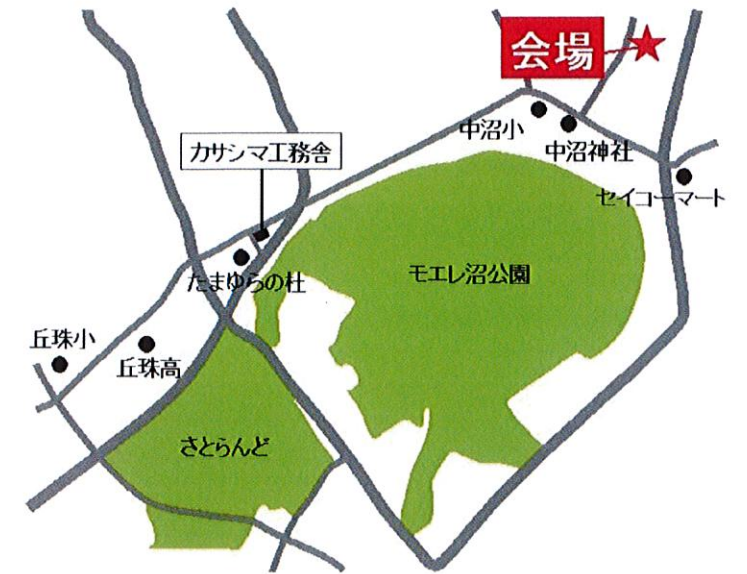 会場
中沼小
中沼神社
カサシマ工務舎
セイコーマート
たまゆらの杜
モエレ沼公園
丘珠小
丘珠高
さとらんど